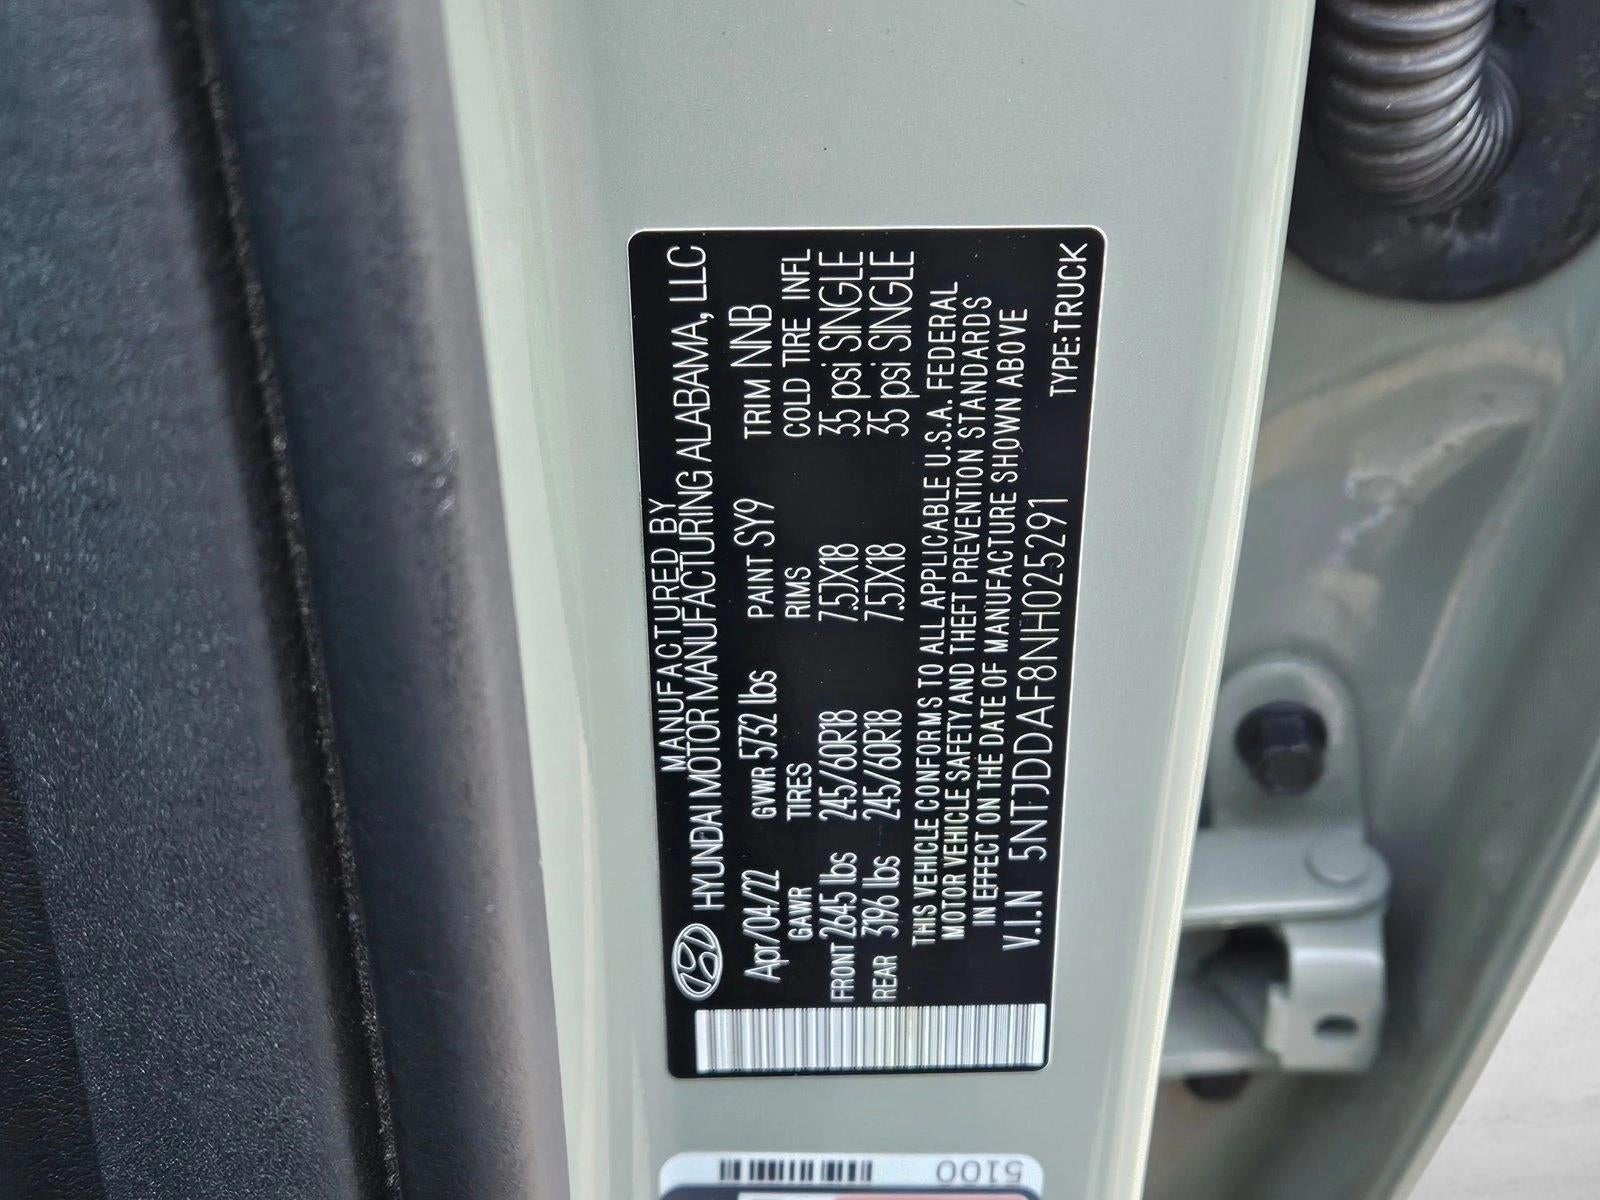 MANUFACTURED BY
HYUNDAI MOTOR MANUFACTURING ALABAMA, LLC
Apr/04/22 GVWR 5732 lbs PAINT SY9 TRIM NNB
GAWR TIRES RIMS COLD TIRE INFL
FRONT 2645 lbs 245/60R18 7.5JX18 35 psi SINGLE
REAR 3196 lbs 245/60R18 7.5JX18 35 psi SINGLE
THIS VEHICLE CONFORMS TO ALL APPLICABLE U.S.A. FEDERAL
MOTOR VEHICLE SAFETY AND THEFT PREVENTION STANDARDS
IN EFFECT ON THE DATE OF MANUFACTURE SHOWN ABOVE
V.I.N 5NTJDDAF8NH025291 TYPE: TRUCK
5100